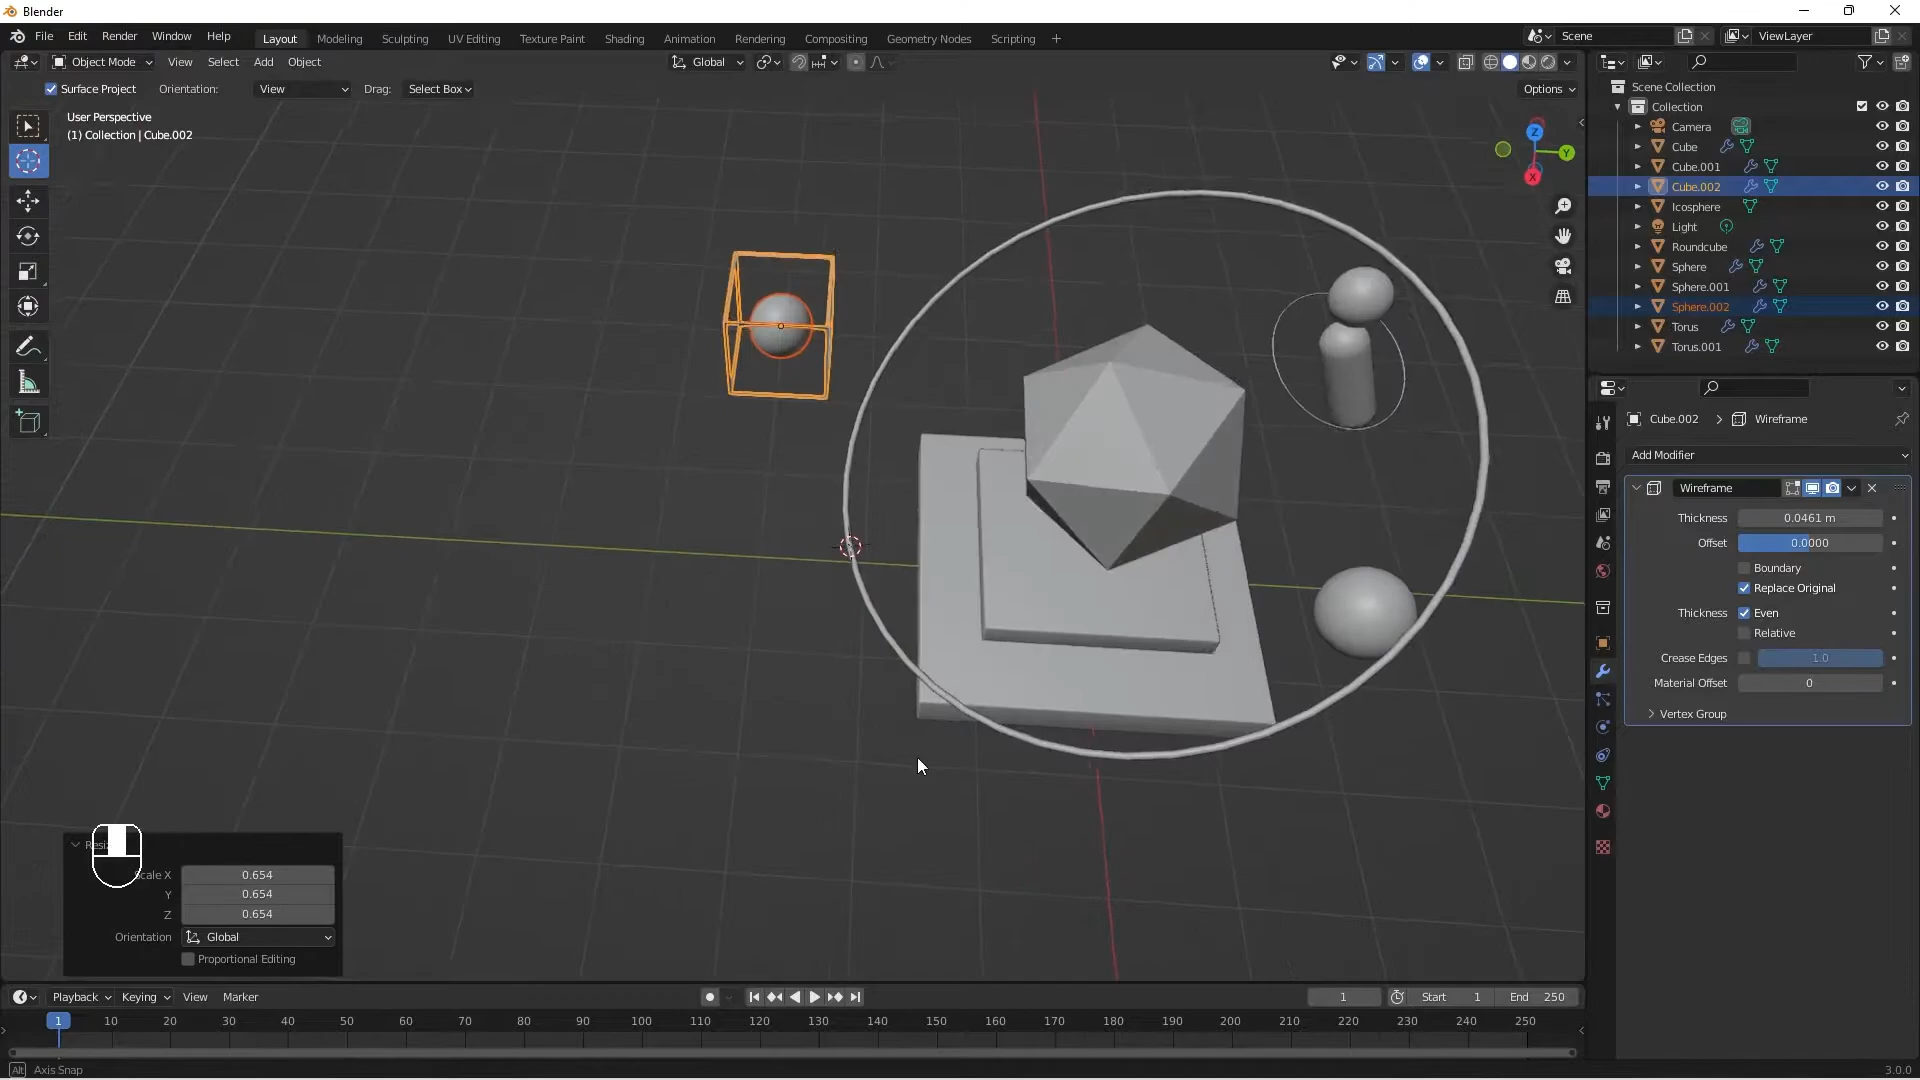 Blender
File Edit Render Window Help
Layout Modeling Sculpting UV Editing Texture Paint Shading Animation Rendering Compositing Geometry Nodes Scripting +
Scene
ViewLayer
Object Mode View Select Add Object
Global
Surface Project Orientation: View Drag: Select Box
Options
User Perspective
(1) Collection | Cube.002
Z
Y
X
Scene Collection
Collection
Camera
Cube
Cube.001
Cube.002
Icosphere
Light
Roundcube
Sphere
Sphere.001
Sphere.002
Torus
Torus.001
Cube.002 > Wireframe
Add Modifier
Wireframe
Thickness 0.0461 m
Offset 0.0000
Boundary
Replace Original
Thickness Even
Relative
Crease Edges 1.0
Material Offset 0
Vertex Group
Scale X 0.654
Y 0.654
Z 0.654
Orientation Global
Proportional Editing
Playback Keying View Marker
1 Start 1 End 250
1 10 20 30 40 50 60 70 80 90 100 110 120 130 140 150 160 170 180 190 200 210 220 230 240 250
Alt Axis Snap
3.0.0